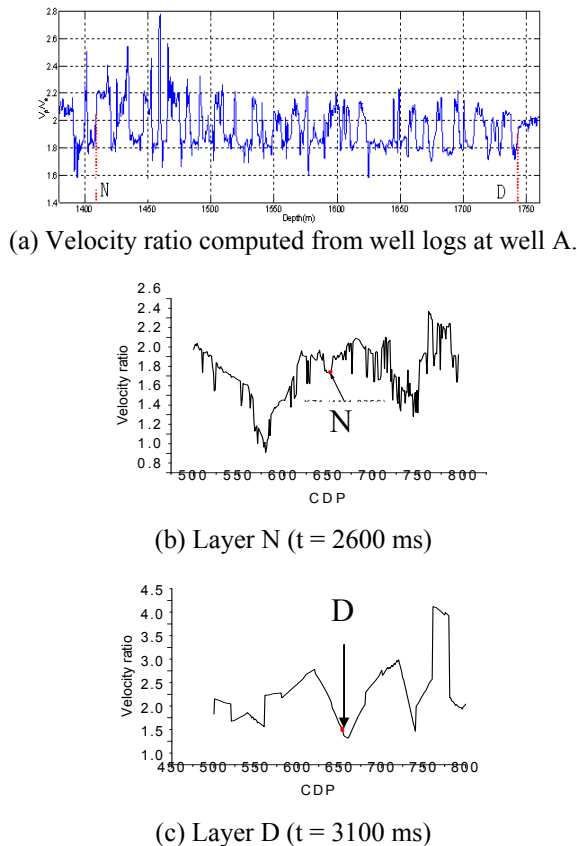 2.8
2.6
2.4
2.2
2
1.8
1.6
1.4
Vp/Vs
N
D
1400 1450 1500 1550 1600 1650 1700 1750
Depth(m)
(a) Velocity ratio computed from well logs at well A.
2.6
2.4
2.2
2.0
1.8
1.6
1.4
1.2
1.0
0.8
Velocity ratio
N
500 550 600 650 700 750 800
CDP
(b) Layer N (t = 2600 ms)
4.5
4.0
3.5
3.0
2.5
2.0
1.5
1.0
Velocity ratio
D
450 500 550 600 650 700 750 800
CDP
(c) Layer D (t = 3100 ms)